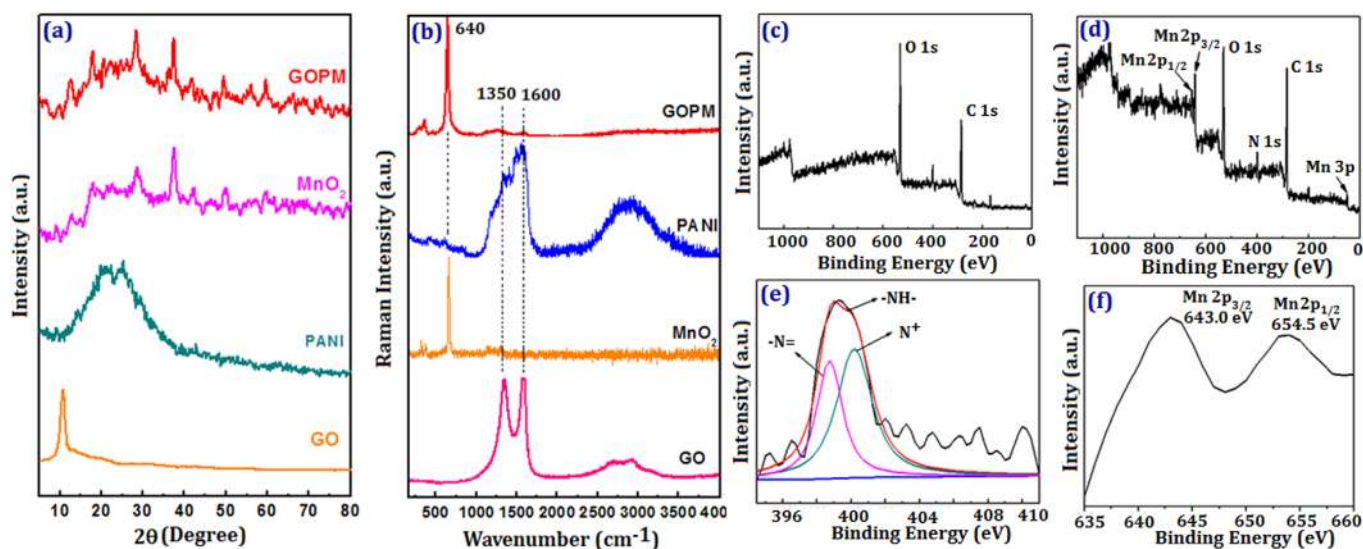 (a)
GOPM
MnO2
PANI
GO
Intensity (a.u.)
10 20 30 40 50 60 70 80
2θ (Degree)
(b)
640
1350 1600
GOPM
PANI
MnO2
GO
Raman Intensity (a.u.)
500 1000 1500 2000 2500 3000 3500 400
Wavenumber (cm-1)
(c)
O 1s
C 1s
Intensity (a.u.)
1000 800 600 400 200 0
Binding Energy (eV)
(d)
Mn2p3/2
Mn2p1/2
O 1s
C 1s
N 1s
Mn 3p
Intensity (a.u.)
1000 800 600 400 200 0
Binding Energy (eV)
(e)
-NH-
N+
-N=
Intensity (a.u.)
396 400 404 408 410
Binding Energy (eV)
(f)
Mn 2p3/2
643.0 eV
Mn2p1/2
654.5 eV
Intensity (a.u.)
635 640 645 650 655 660
Binding Energy (eV)